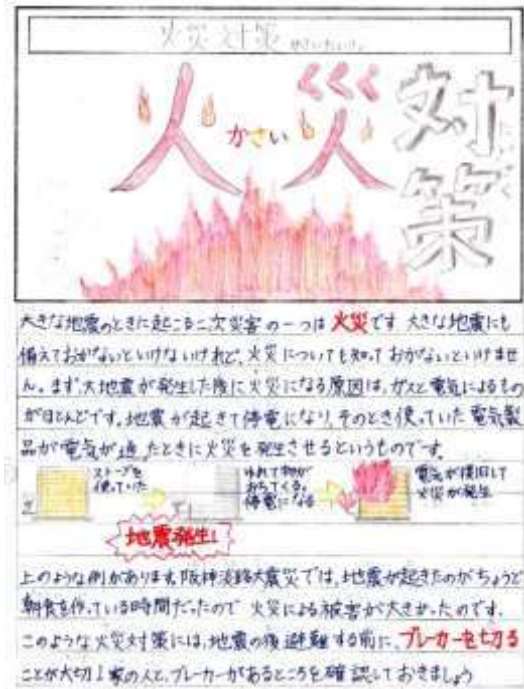 火災対策
火災
かさい
対策
大きな地震のときに起こる二次災害の一つは火災です 大きな地震にも
備えておかないといけないけれど、火災についても知っておかないといけませ
ん。まず、大地震が発生した後に火災になる原因は、ガスと電気によるもの
がほとんどです。地震が起きて停電になり、そのとき使っていた電気製
品が電気が通ったときに火災を発生させるというものです。
ストーブを
使っていた
ゆれて物が
おちてくる。
停電になる
電気が復旧して
火災が発生
地震発生!
上のような例があります。阪神淡路大震災では、地震が起きたのがちょうど
朝食を作っている時間だったので 火災による被害が大きかったのです。
このような火災対策には、地震の後避難する前に、ブレーカーを切る
ことが大切!家の人と、ブレーカーがあるところを確認しておきましょう